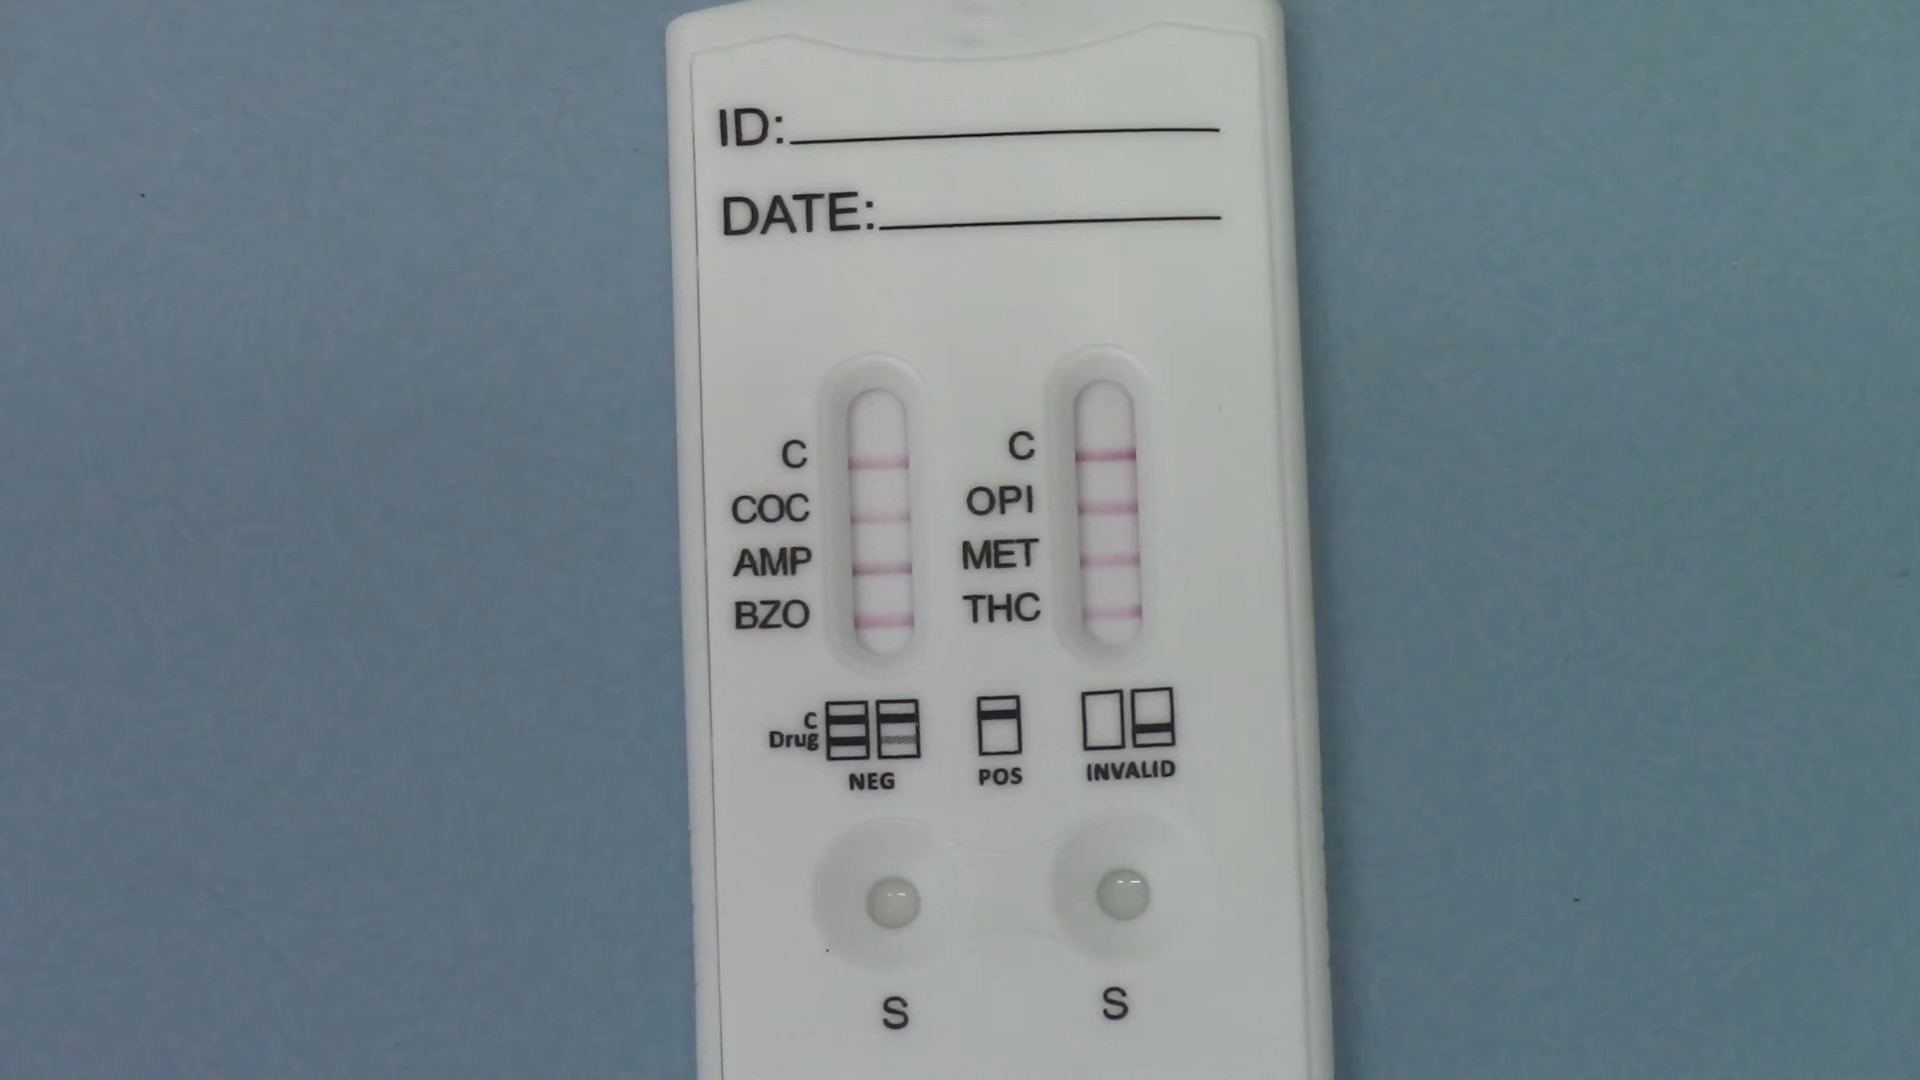 ID:
DATE:
C
COC
AMP
BZO
C
OPI
MET
THC
C
Drug
NEG
POS
INVALID
S
S